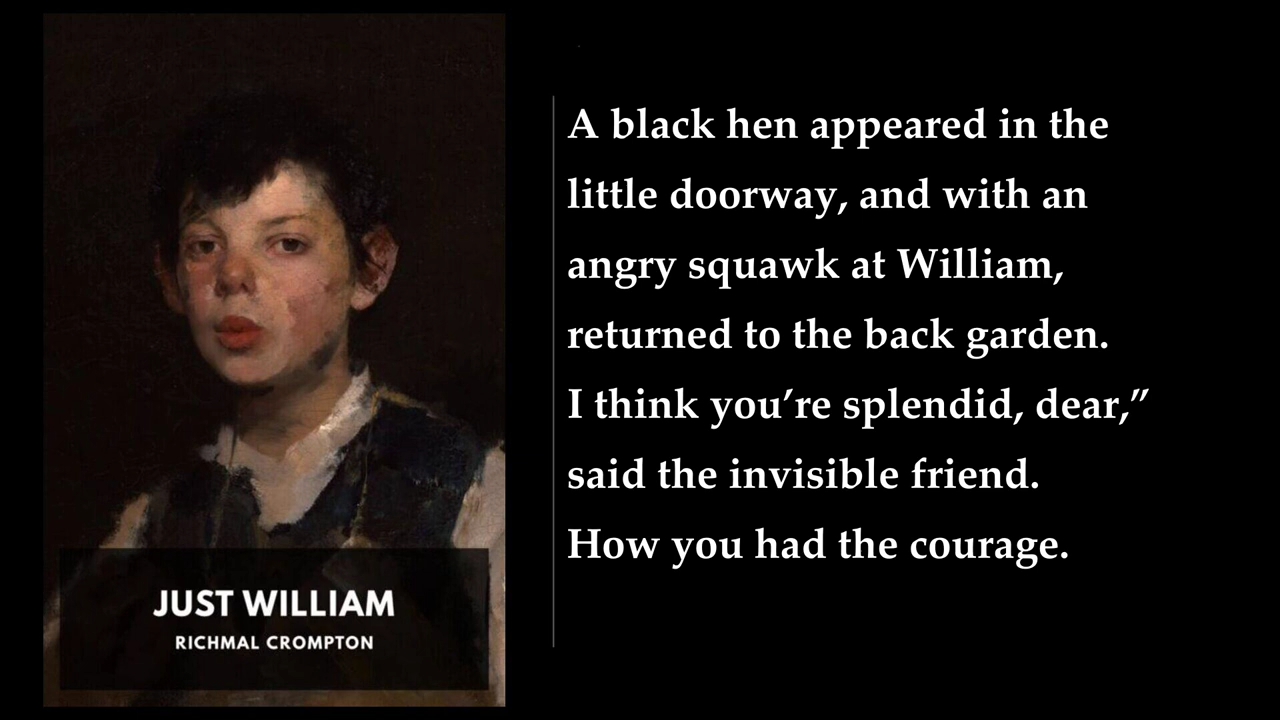 JUST WILLIAM
RICHMAL CROMPTON
A black hen appeared in the
little doorway, and with an
angry squawk at William,
returned to the back garden.
I think you’re splendid, dear,”
said the invisible friend.
How you had the courage.